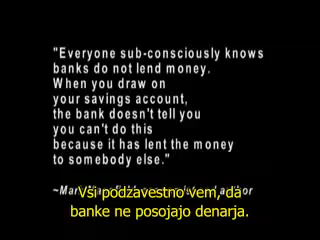 "Everyone sub-consciously knows
banks do not lend money.
When you draw on
your savings account,
the bank doesn't tell you
you can't do this
because it has lent the money
to somebody else."
Vsi podzavestno vem, da
banke ne posojajo denarja.